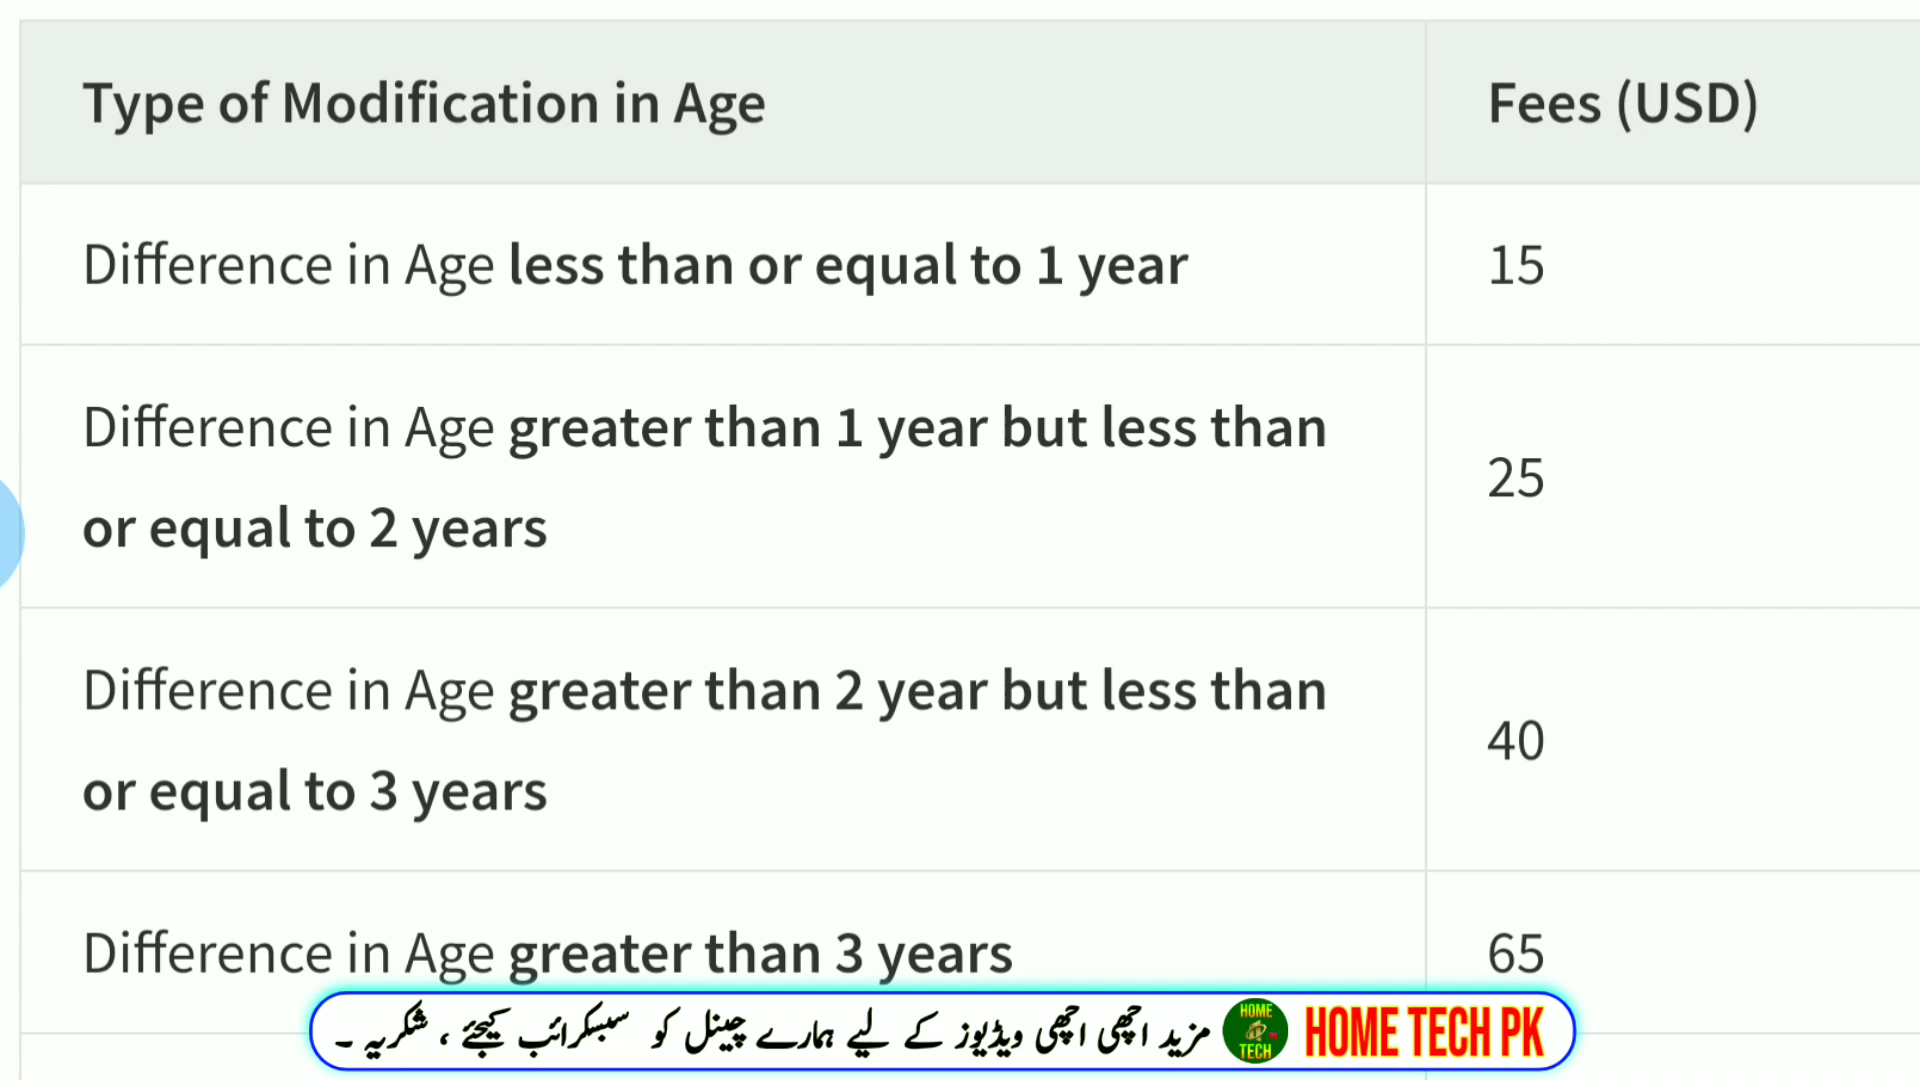 Type of Modification in Age
Fees (USD)
Difference in Age less than or equal to 1 year
15
Difference in Age greater than 1 year but less than
or equal to 2 years
25
Difference in Age greater than 2 year but less than
or equal to 3 years
40
Difference in Age greater than 3 years
65
مزید اچھی اچھی ویڈیوز کے لیے ہمارے چینل کو سبسکرائب کیجئے ، شکریہ ۔
HOME
TECH
HOME TECH PK